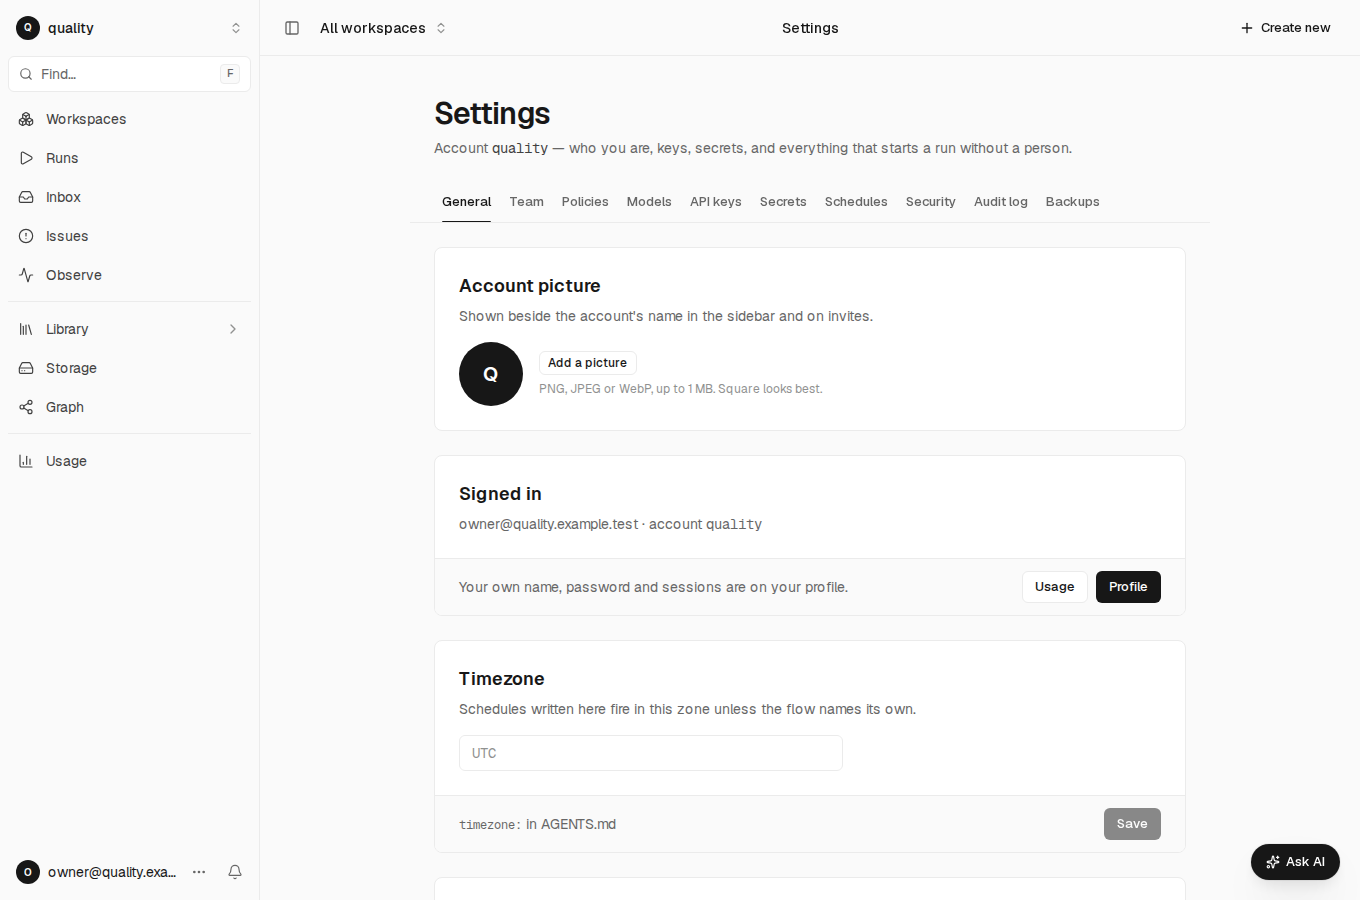 Q quality
Find... F
Workspaces
Runs
Inbox
Issues
Observe
Library
Storage
Graph
Usage
O owner@quality.exa...
All workspaces
Settings
Create new
Settings
Account quality — who you are, keys, secrets, and everything that starts a run without a person.
General Team Policies Models API keys Secrets Schedules Security Audit log Backups
Account picture
Shown beside the account's name in the sidebar and on invites.
Q
Add a picture
PNG, JPEG or WebP, up to 1 MB. Square looks best.
Signed in
owner@quality.example.test · account quality
Your own name, password and sessions are on your profile.
Usage Profile
Timezone
Schedules written here fire in this zone unless the flow names its own.
UTC
timezone: in AGENTS.md
Save
Ask AI